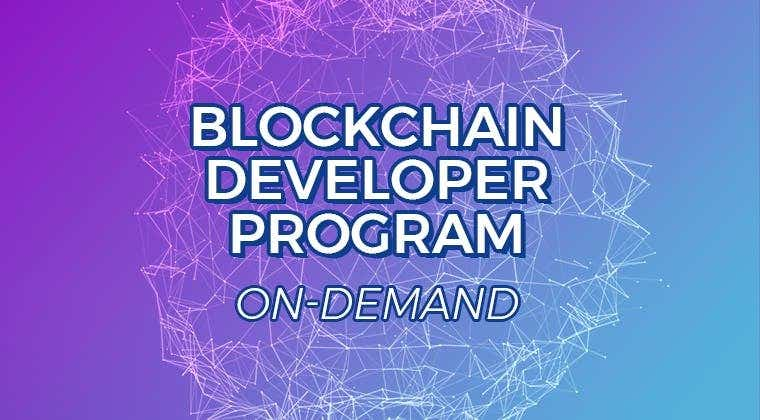 BLOCKCHAIN
DEVELOPER
PROGRAM
ON-DEMAND